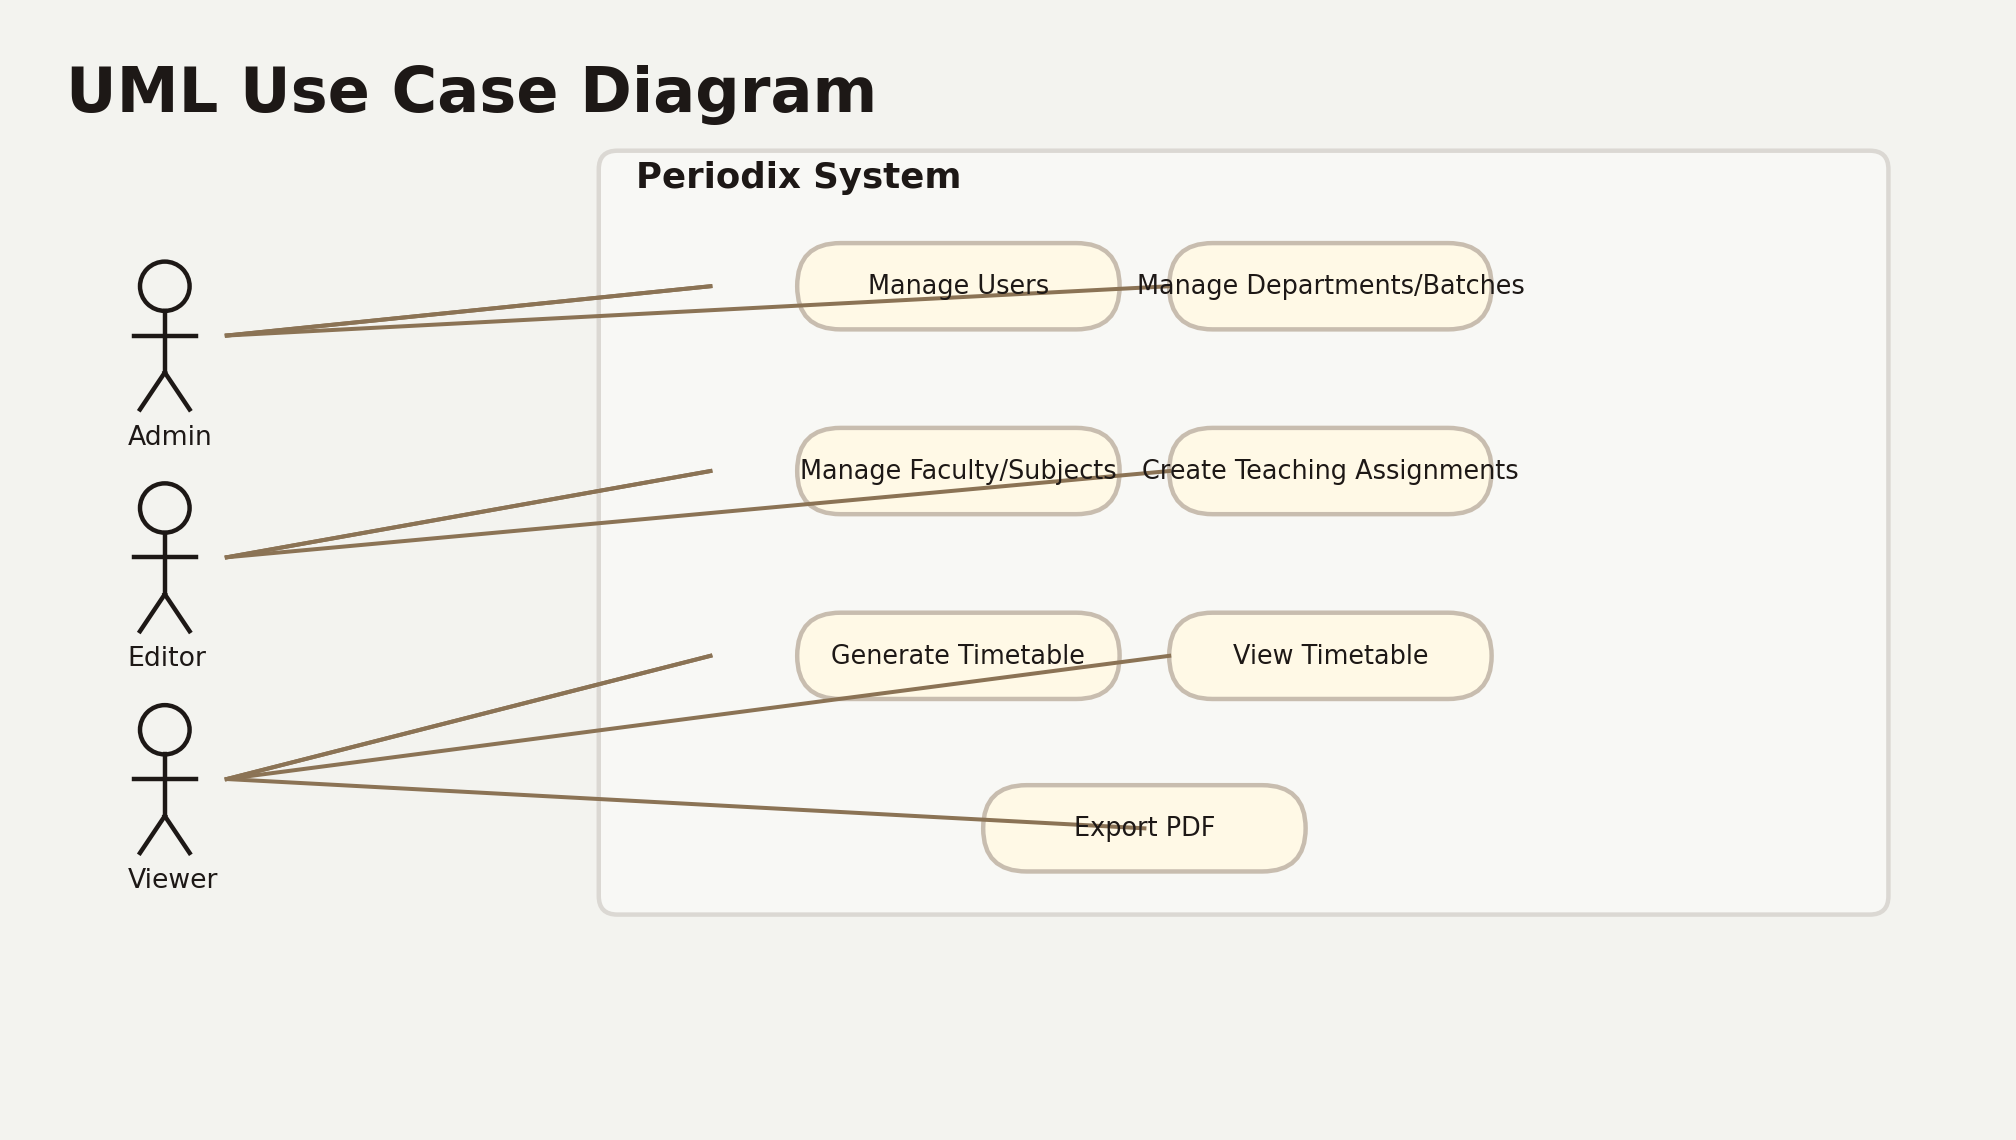 UML Use Case Diagram
Periodix System
Manage Users
Manage Departments/Batches
Admin
Manage Faculty/Subjects
Create Teaching Assignments
Editor
Generate Timetable
View Timetable
Export PDF
Viewer